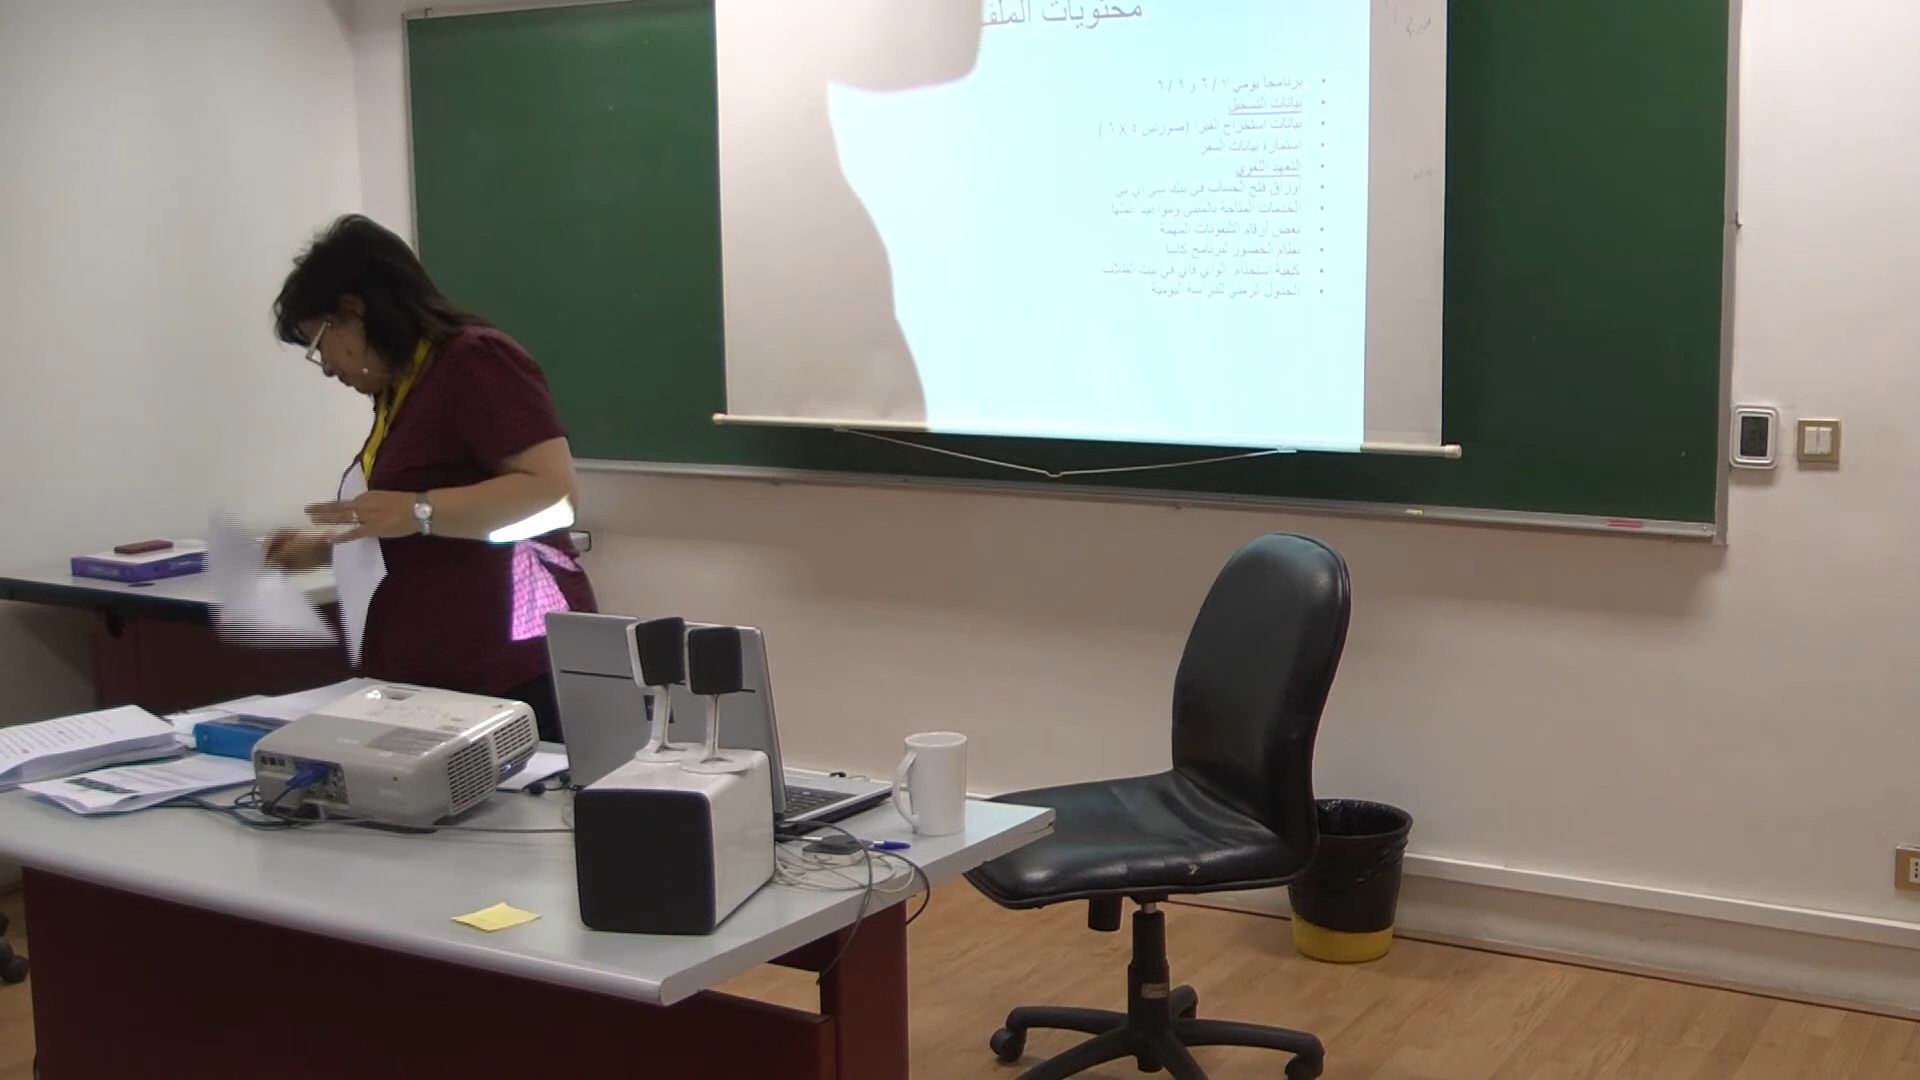 محتويات الملف
برنامجا يومي ٧ / ٦ و ٩ / ٦
بيانات التسجيل
بيانات استخراج الفيزا (صورتين ٤ X ٦ )
استمارة بيانات السفر
التعهد اللغوي
أوراق فتح الحساب في بنك سي إي بي
الخدمات المتاحة بالمبنى ومواعيد عملها
بعض أرقام التليفونات المهمة
نظام الحضور لبرنامج كاسا
كيفية استخدام الواي فاي في بيت الطلاب
الجدول الزمني للدراسة اليومية